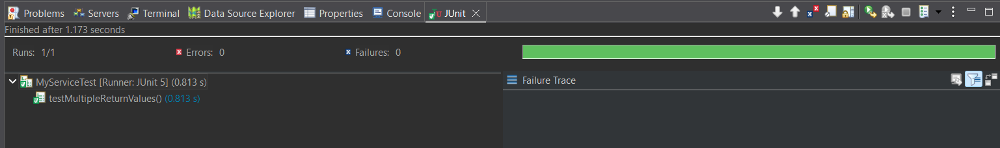 Problems Servers Terminal Data Source Explorer Properties Console JUnit
Finished after 1.173 seconds
Runs: 1/1 Errors: 0 Failures: 0
MyServiceTest [Runner: JUnit 5] (0.813 s)
Failure Trace
testMultipleReturnValues() (0.813 s)